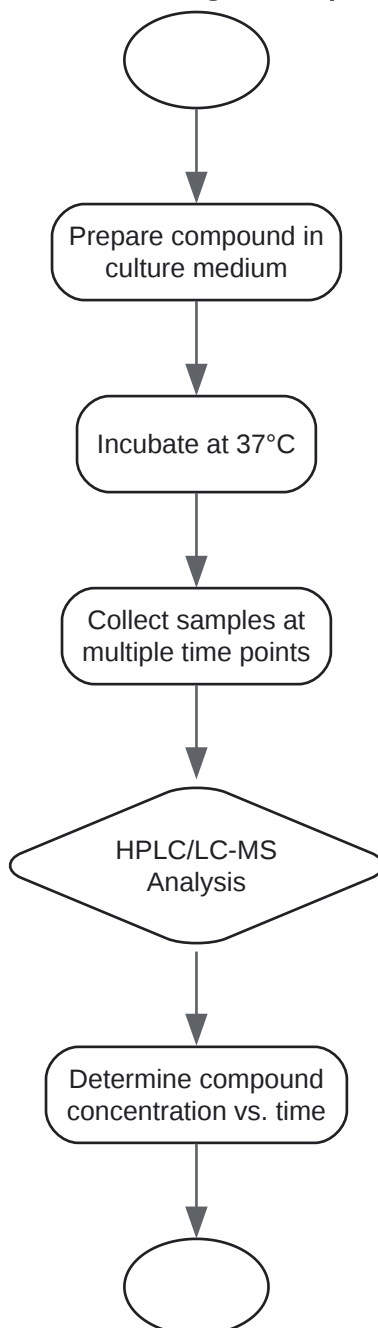 Prepare compound in
culture medium
Incubate at 37°C
Collect samples at
multiple time points
HPLC/LC-MS
Analysis
Determine compound
concentration vs. time